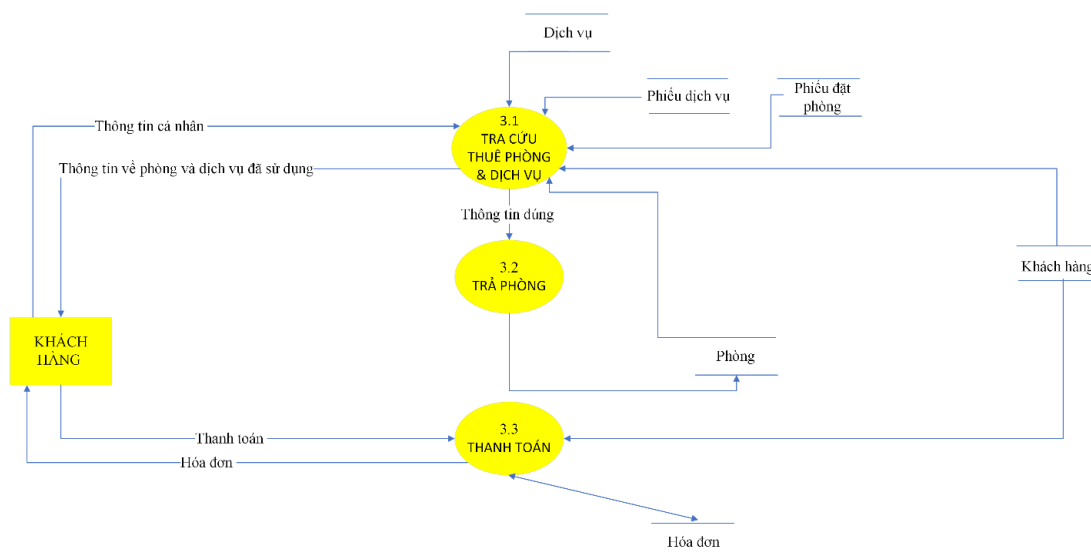 Dịch vụ
Phiếu dịch vụ
Phiếu đặt
phòng
3.1
TRA CỨU
THUÊ PHÒNG
& DỊCH VỤ
Thông tin cá nhân
Thông tin về phòng và dịch vụ đã sử dụng
Thông tin đúng
3.2
TRẢ PHÒNG
Khách hàng
KHÁCH
HÀNG
Phòng
3.3
THANH TOÁN
Thanh toán
Hóa đơn
Hóa đơn